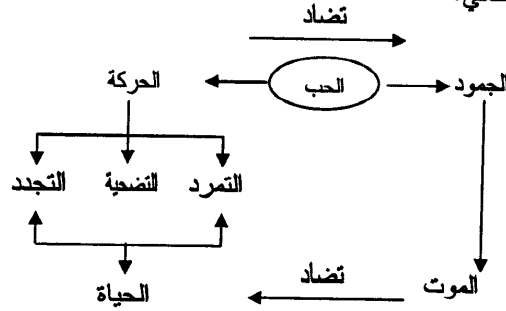 تضاد
الجمود الحب الحركة
التمرد التضحية التجدد
الموت تضاد الحياة